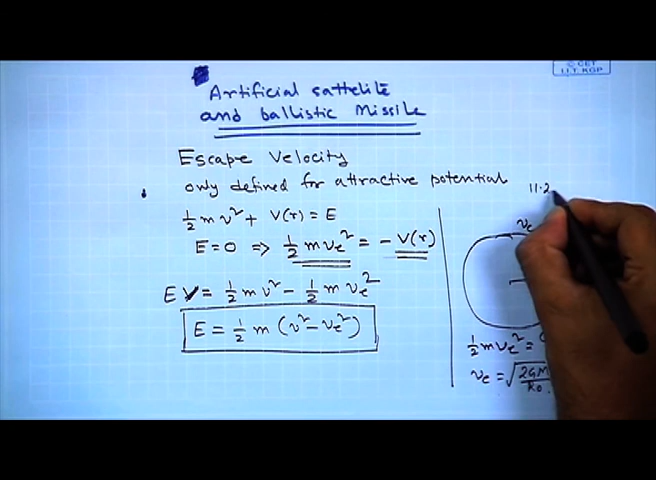 © CET
I.I.T. KGP
Artificial sattelite
and ballistic Missile
Escape Velocity
only defined for attractive potential 11.2
½ m v² + V(r) = E
E=0 ⇒ ½ m vₑ² = - V(r)
E = ½ m v² - ½ m vₑ²
E = ½ m (v² - vₑ²)
vₑ
½ m vₑ² =
vₑ = √2GM/R₀